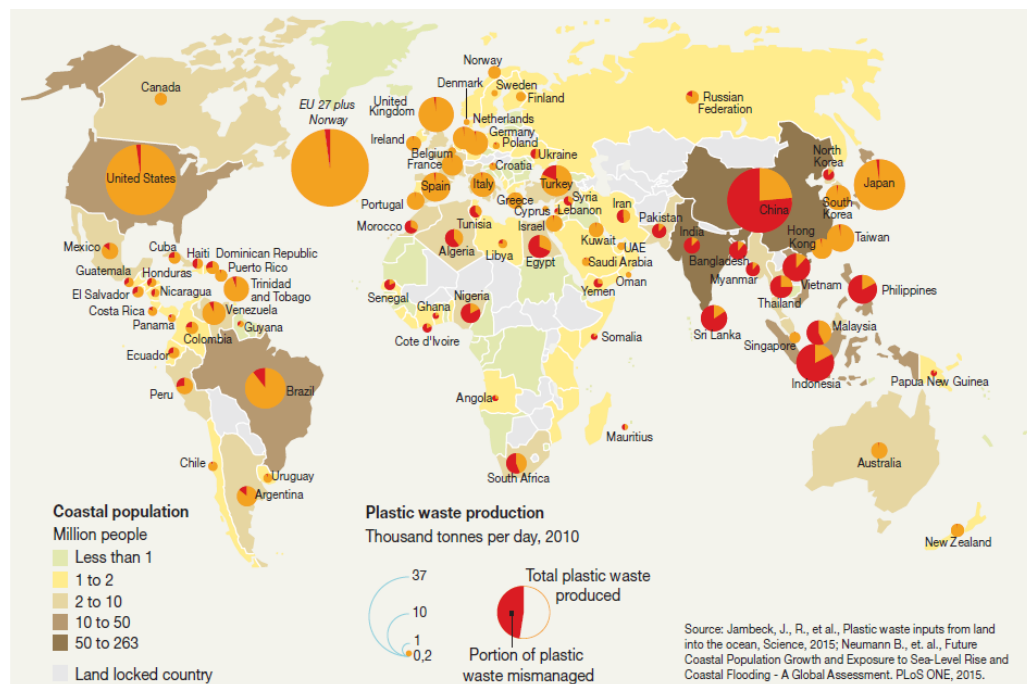 Canada
United States
Mexico
Cuba
Haiti
Dominican Republic
Puerto Rico
Guatemala
Honduras
Trinidad
and Tobago
El Salvador
Nicaragua
Costa Rica
Venezuela
Panama
Guyana
Colombia
Ecuador
Peru
Brazil
Chile
Uruguay
Argentina
EU 27 plus
Norway
Norway
Denmark
Sweden
Finland
United
Kingdom
Netherlands
Ireland
Germany
Poland
Belgium
France
Ukraine
Croatia
Spain
Italy
Turkey
Portugal
Greece
Cyprus
Syria
Lebanon
Israel
Morocco
Tunisia
Algeria
Libya
Egypt
Iran
Kuwait
UAE
Saudi Arabia
Oman
Yemen
Senegal
Ghana
Nigeria
Cote d'Ivoire
Somalia
Angola
Mauritius
South Africa
Russian
Federation
North
Korea
Japan
China
South
Korea
Pakistan
India
Hong
Kong
Taiwan
Bangladesh
Myanmar
Vietnam
Thailand
Philippines
Sri Lanka
Malaysia
Singapore
Indonesia
Papua New Guinea
Australia
New Zealand
Coastal population
Million people
Less than 1
1 to 2
2 to 10
10 to 50
50 to 263
Land locked country
Plastic waste production
Thousand tonnes per day, 2010
37
10
1
0,2
Total plastic waste
produced
Portion of plastic
waste mismanaged
Source: Jambeck, J., R., et al., Plastic waste inputs from land
into the ocean, Science, 2015; Neumann B., et. al., Future
Coastal Population Growth and Exposure to Sea-Level Rise and
Coastal Flooding - A Global Assessment. PLoS ONE, 2015.